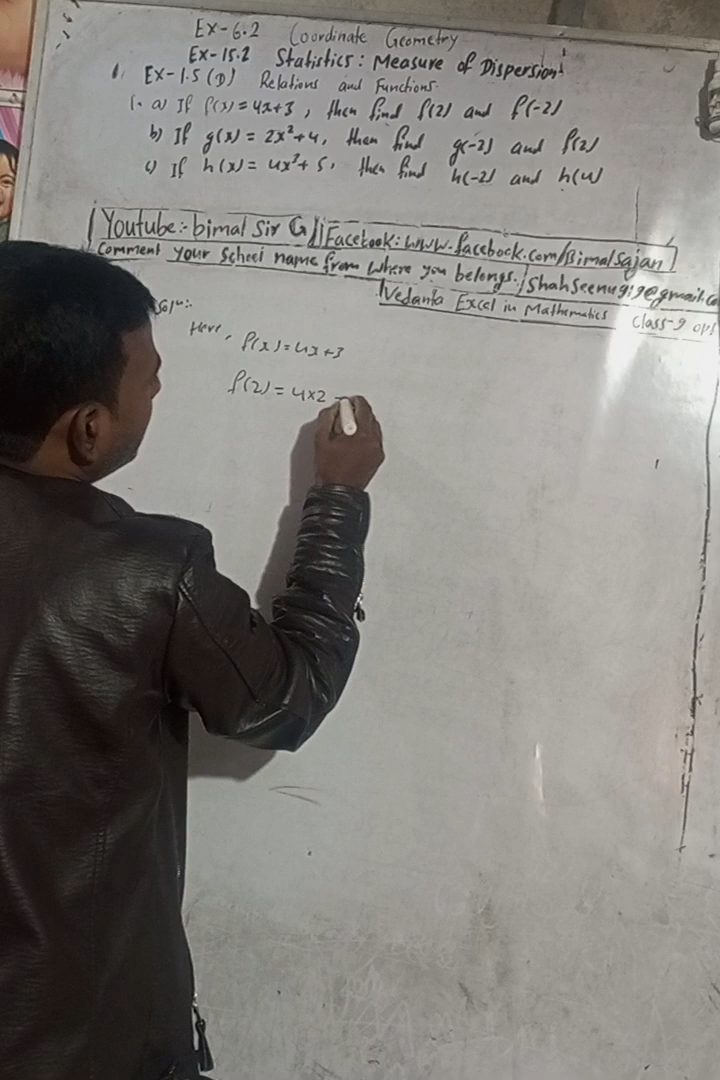 Ex-6.2 Coordinate Geometry
Ex-15.2 Statistics: Measure of Dispersion
Ex-1.5 (D) Relations and Functions.
1. a) If f(x) = 4x+3, then find f(2) and f(-2)
b) If g(x) = 2x²+4, then find g(-2) and f(2)
c) If h(x) = 4x²+5, then find h(-2) and h(4)
Youtube:- bimal Sir G Facebook: www.facebook.com/Bimalsajan
Comment your School name from where you belongs. Shahseenu919@gmail.co
Vedanta Excel in Mathematics class-9 opt
Solⁿ:-
Here, f(x) = 4x+3
f(2) = 4×2